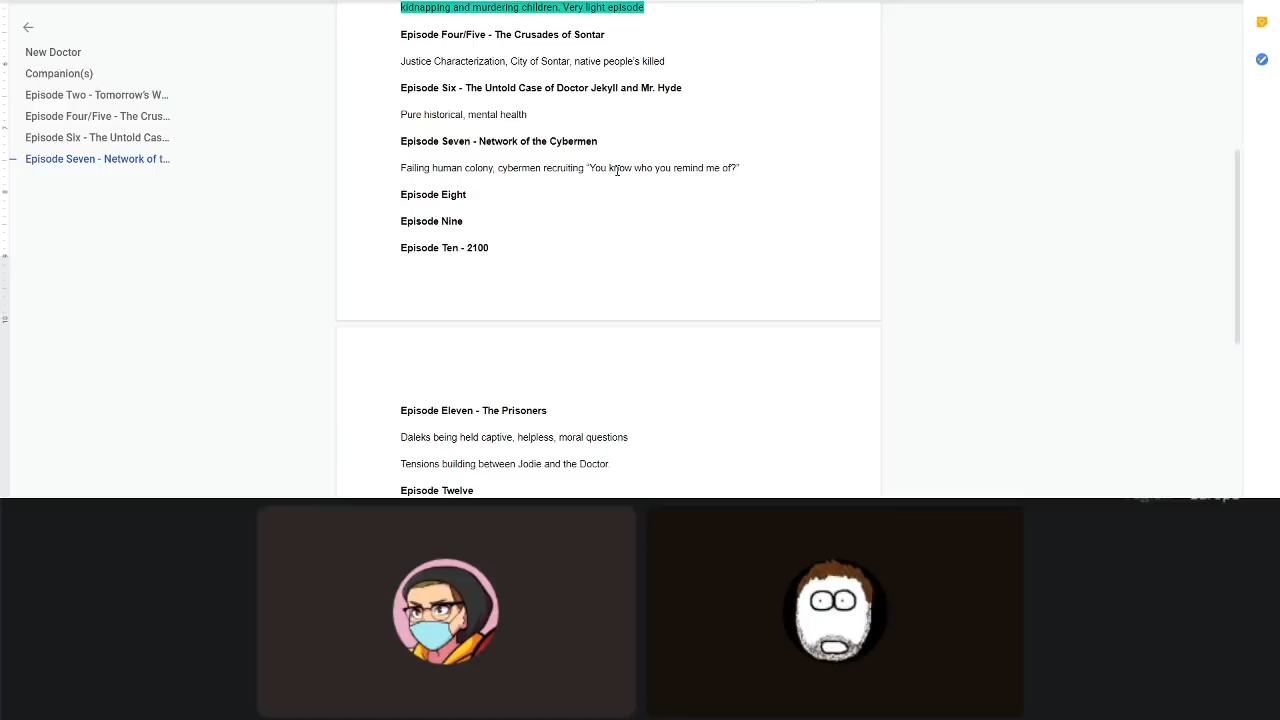 New Doctor
Companion(s)
Episode Two - Tomorrow's W...
Episode Four/Five - The Crus...
Episode Six - The Untold Cas...
Episode Seven - Network of t...
kidnapping and murdering children. Very light episode
Episode Four/Five - The Crusades of Sontar
Justice Characterization, City of Sontar, native people's killed
Episode Six - The Untold Case of Doctor Jekyll and Mr. Hyde
Pure historical, mental health
Episode Seven - Network of the Cybermen
Failing human colony, cybermen recruiting “You know who you remind me of?”
Episode Eight
Episode Nine
Episode Ten - 2100
Episode Eleven - The Prisoners
Daleks being held captive, helpless, moral questions
Tensions building between Jodie and the Doctor.
Episode Twelve